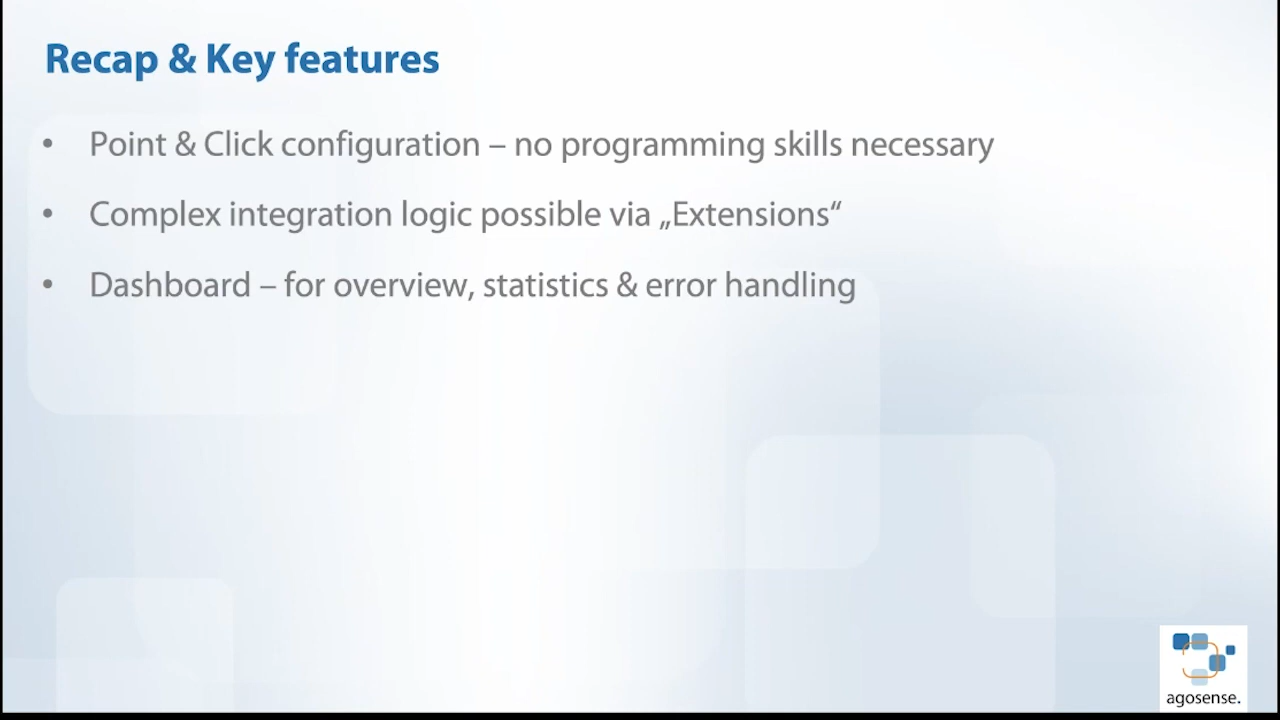 Recap & Key features
• Point & Click configuration – no programming skills necessary
• Complex integration logic possible via „Extensions“
• Dashboard – for overview, statistics & error handling
agosense.